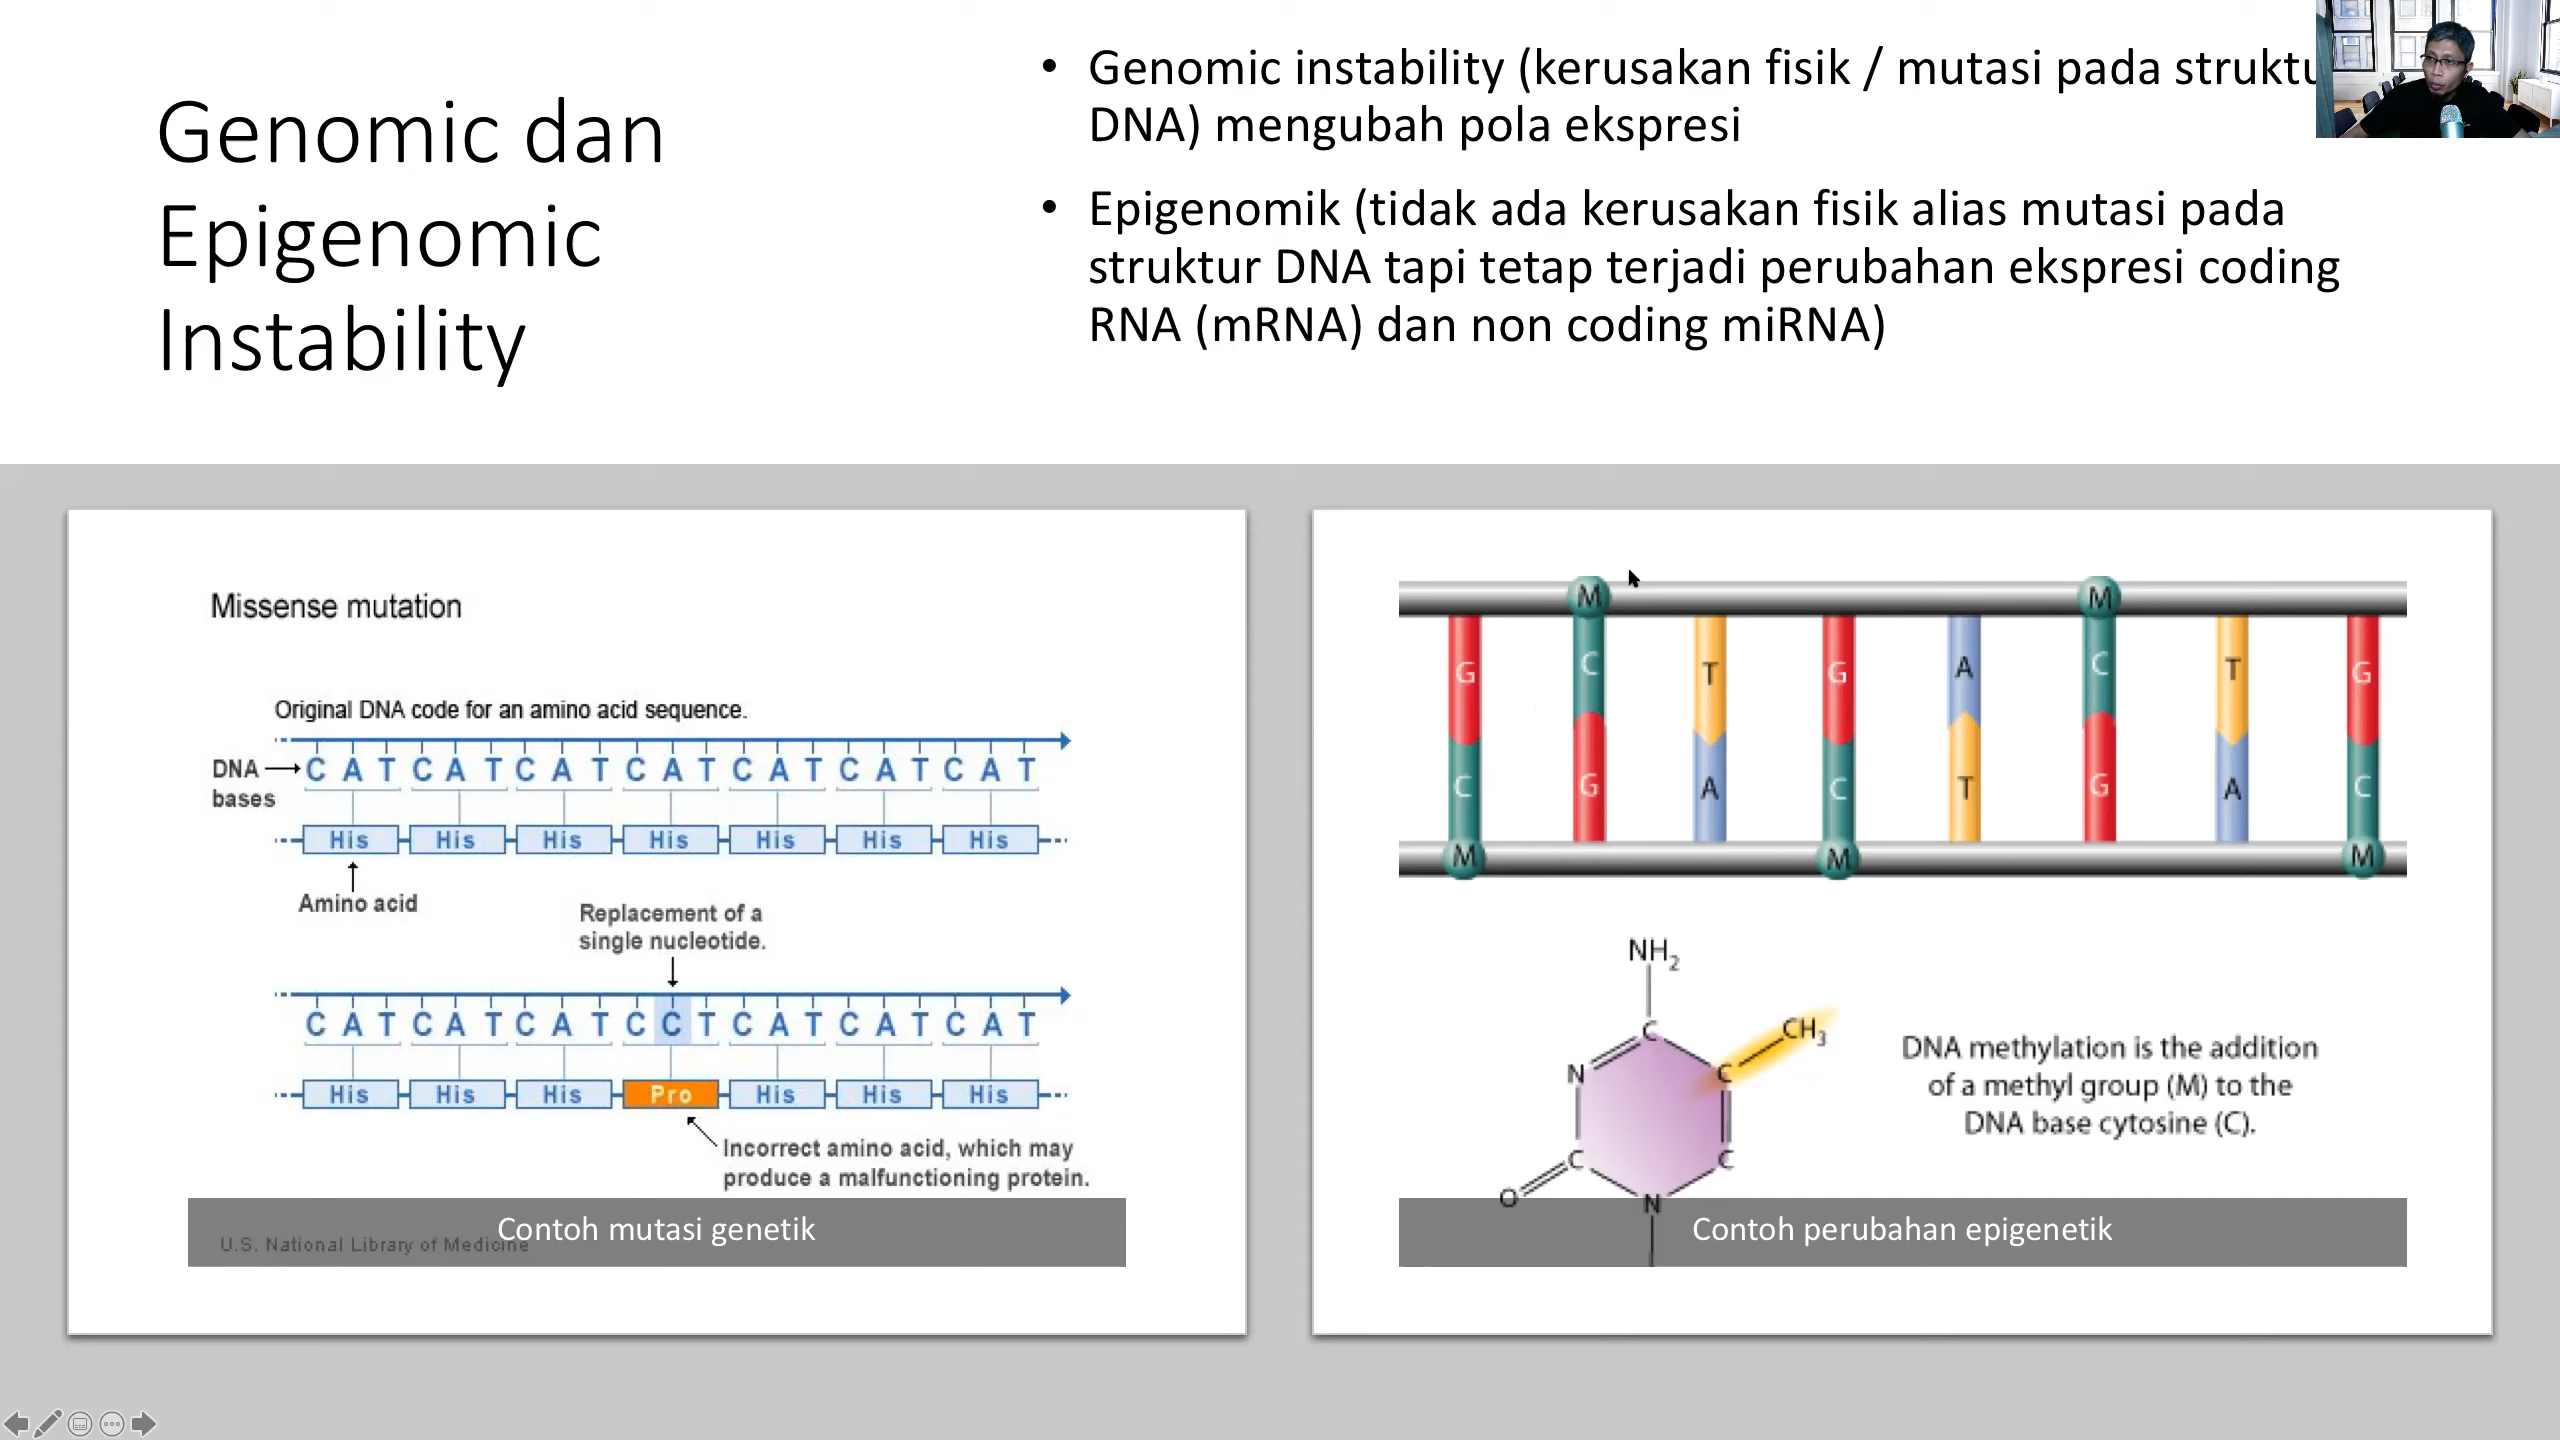 Genomic dan
Epigenomic
Instability
• Genomic instability (kerusakan fisik / mutasi pada struktu
DNA) mengubah pola ekspresi
• Epigenomik (tidak ada kerusakan fisik alias mutasi pada
struktur DNA tapi tetap terjadi perubahan ekspresi coding
RNA (mRNA) dan non coding miRNA)
Missense mutation
Original DNA code for an amino acid sequence.
DNA bases
C A T C A T C A T C A T C A T C A T C A T
His His His His His His His
Amino acid
Replacement of a
single nucleotide.
C A T C A T C A T C C T C A T C A T C A T
His His His Pro His His His
Incorrect amino acid, which may
produce a malfunctioning protein.
Contoh mutasi genetik
U.S. National Library of Medicine
M M
G C T G A C T G
C G A C T G A C
M M M
NH2
C CH3
N C
C C
O N
DNA methylation is the addition
of a methyl group (M) to the
DNA base cytosine (C).
Contoh perubahan epigenetik